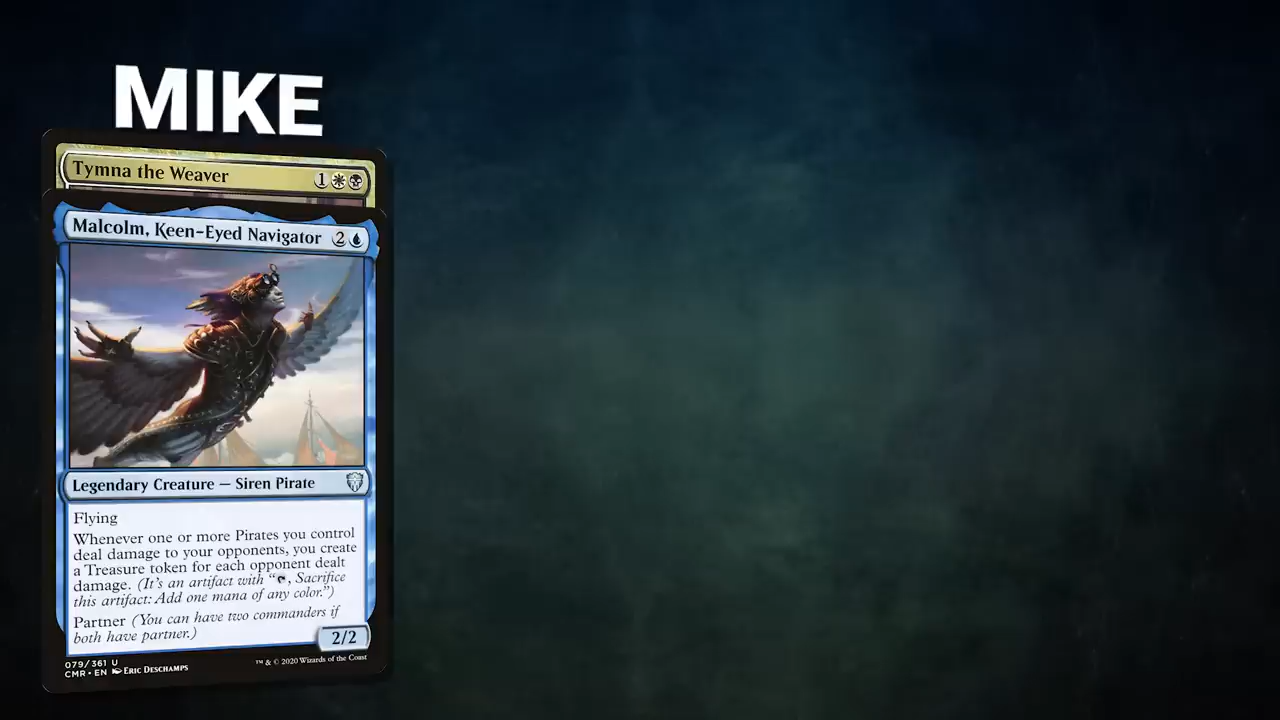 MIKE
Tymna the Weaver 1
Malcolm, Keen-Eyed Navigator 2
Legendary Creature — Siren Pirate
Flying
Whenever one or more Pirates you control
deal damage to your opponents, you create
a Treasure token for each opponent dealt
damage. (It's an artifact with “, Sacrifice
this artifact: Add one mana of any color.”)
Partner (You can have two commanders if
both have partner.)
2/2
079/361 U
CMR • EN Eric Deschamps
™ & © 2020 Wizards of the Coast